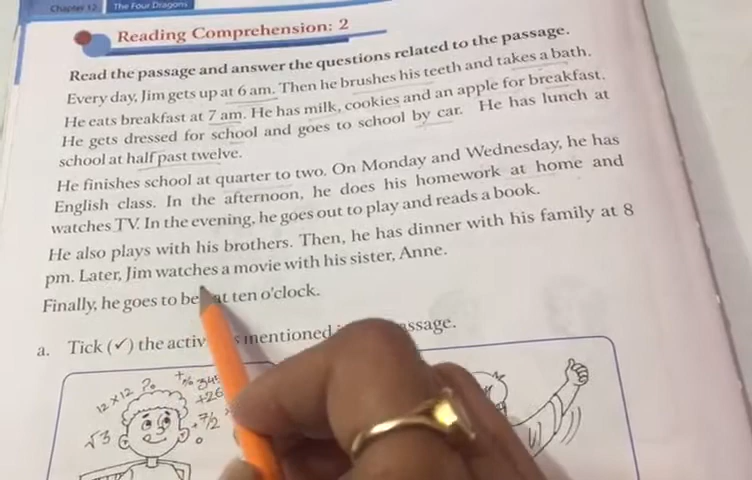 Chapter 12 The Four Dragons
Reading Comprehension: 2
Read the passage and answer the questions related to the passage.
Every day, Jim gets up at 6 am. Then he brushes his teeth and takes a bath.
He eats breakfast at 7 am. He has milk, cookies and an apple for breakfast.
He gets dressed for school and goes to school by car. He has lunch at
school at half past twelve.
He finishes school at quarter to two. On Monday and Wednesday, he has
English class. In the afternoon, he does his homework at home and
watches TV. In the evening, he goes out to play and reads a book.
He also plays with his brothers. Then, he has dinner with his family at 8
pm. Later, Jim watches a movie with his sister, Anne.
Finally, he goes to be at ten o'clock.
a. Tick (✓) the activ s mentioned ssage.
12 × 12 ?
√3
7/2